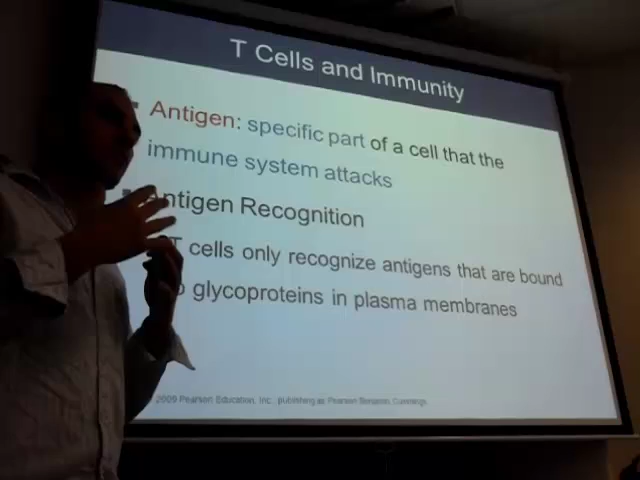 T Cells and Immunity
Antigen: specific part of a cell that the
immune system attacks
ntigen Recognition
T cells only recognize antigens that are bound
glycoproteins in plasma membranes
2009 Pearson Education, Inc., publishing as Pearson Benjamin Cummings.